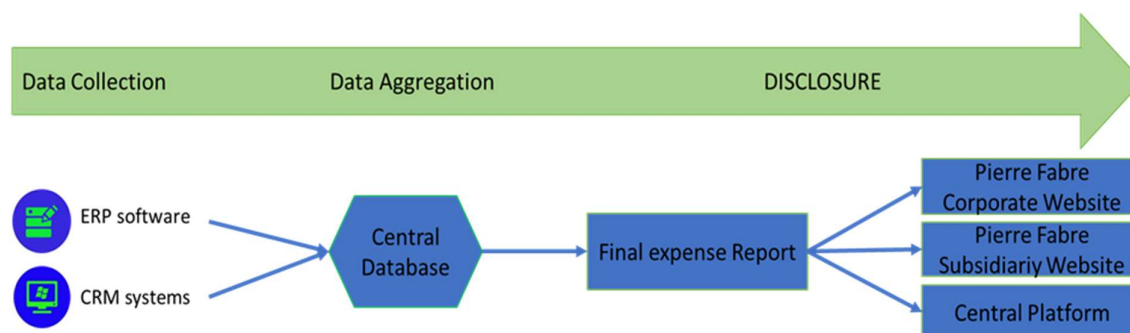 Data Collection
Data Aggregation
DISCLOSURE
ERP software
CRM systems
Central
Database
Final expense Report
Pierre Fabre
Corporate Website
Pierre Fabre
Subsidiariy Website
Central Platform